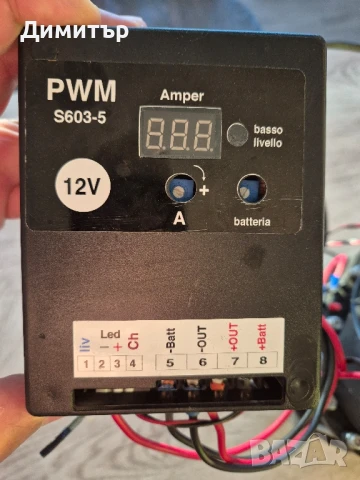 Димитър
PWM
S603-5
Amper
basso
livello
12V
A
+
batteria
liv
Led
− +
Ch
-Batt
-OUT
+OUT
+Batt
1 2 3 4 5 6 7 8
BAZAR